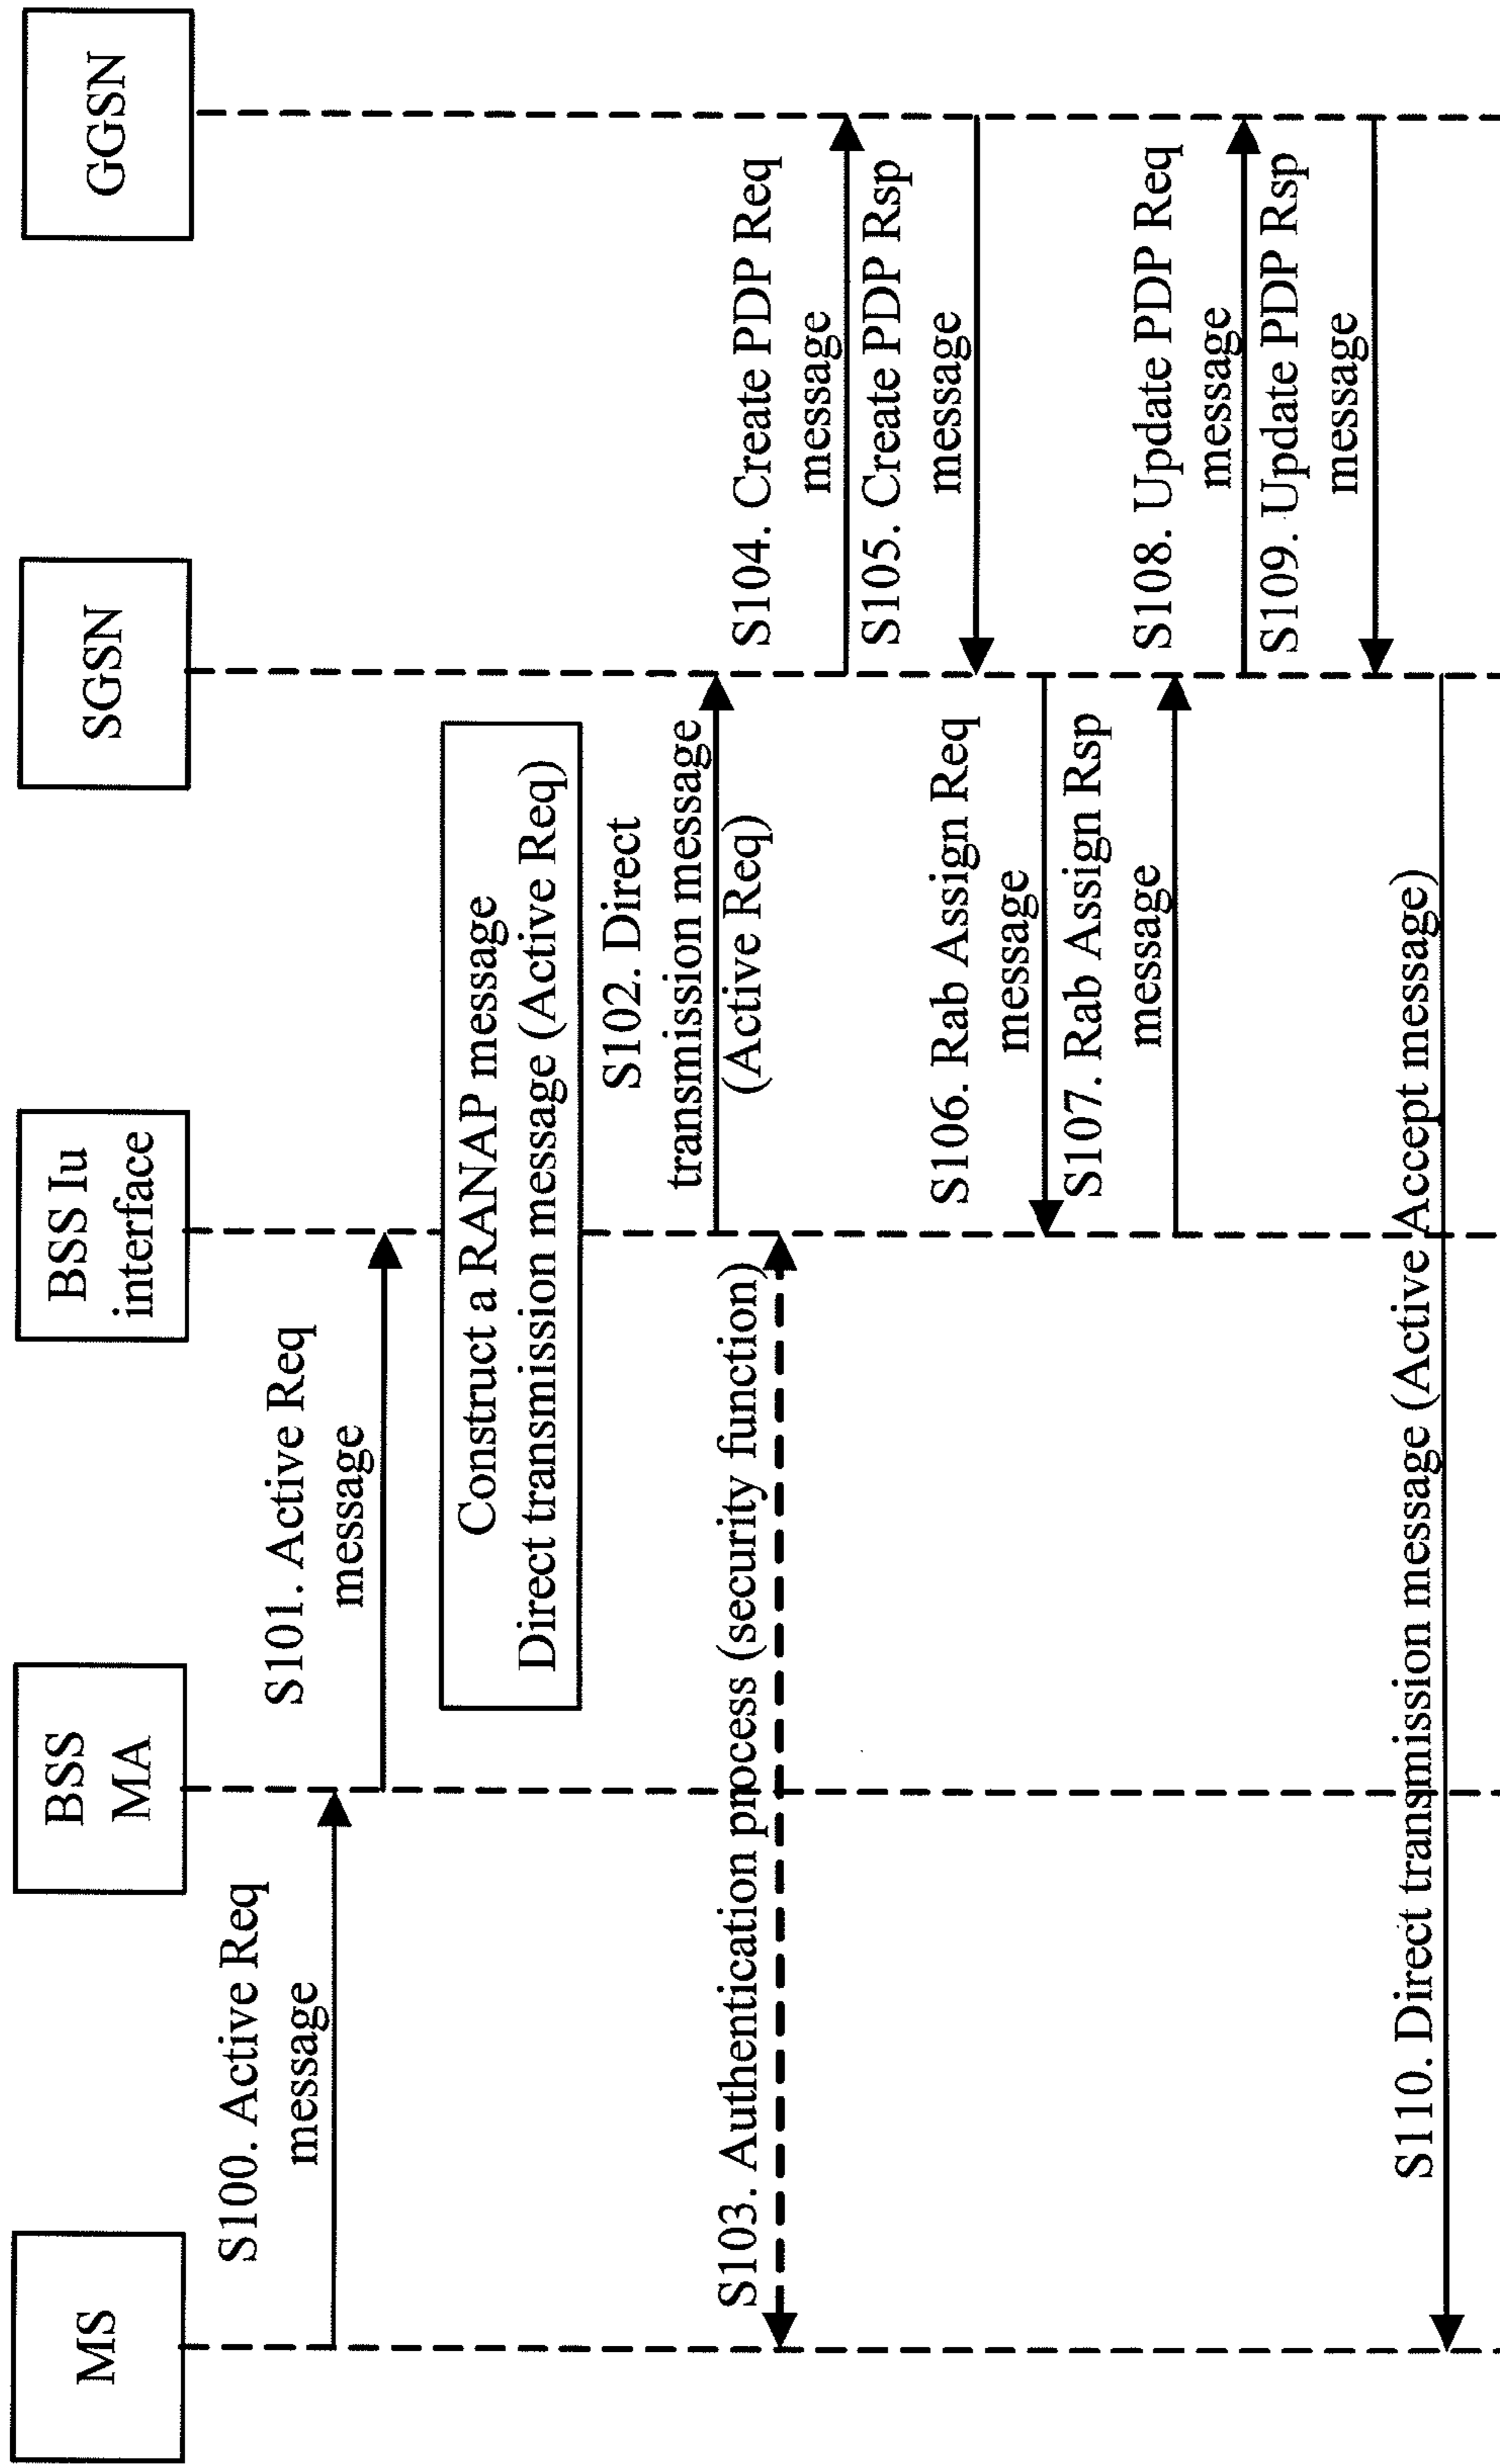 MS
BSS
MA
BSS Iu
interface
SGSN
GGSN
S100. Active Req
message
S101. Active Req
message
Construct a RANAP message
Direct transmission message (Active Req)
S102. Direct
transmission message
(Active Req)
S103. Authentication process (security function)
S104. Create PDP Req
message
S105. Create PDP Rsp
message
S106. Rab Assign Req
message
S107. Rab Assign Rsp
message
S108. Update PDP Req
message
S109. Update PDP Rsp
message
S110. Direct transmission message (Active Accept message)